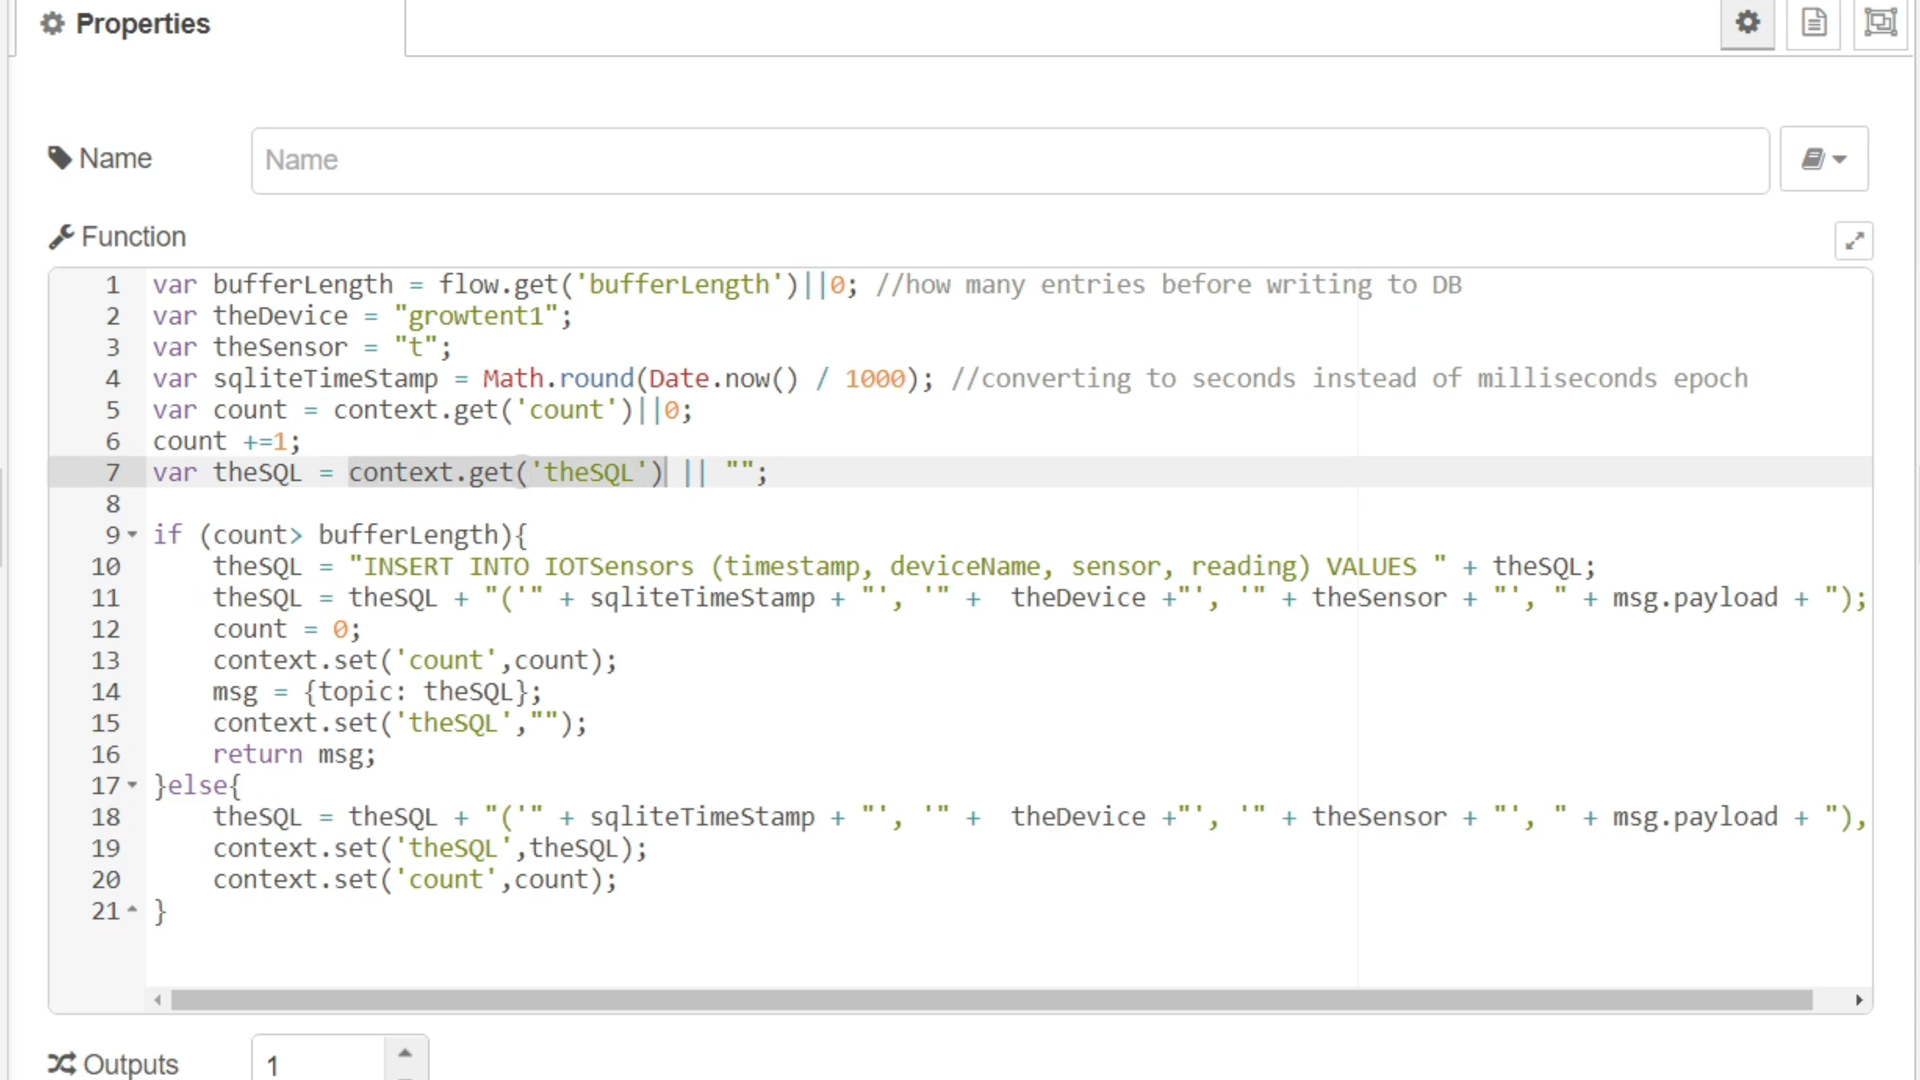 Properties
Name
Name
Function
1 var bufferLength = flow.get('bufferLength')||0; //how many entries before writing to DB
2 var theDevice = "growtent1";
3 var theSensor = "t";
4 var sqliteTimeStamp = Math.round(Date.now() / 1000); //converting to seconds instead of milliseconds epoch
5 var count = context.get('count')||0;
6 count +=1;
7 var theSQL = context.get('theSQL') || "";
8
9 if (count> bufferLength){
10 theSQL = "INSERT INTO IOTSensors (timestamp, deviceName, sensor, reading) VALUES " + theSQL;
11 theSQL = theSQL + "('" + sqliteTimeStamp + "', '" +  theDevice +"', '" + theSensor + "', " + msg.payload + ");
12 count = 0;
13 context.set('count',count);
14 msg = {topic: theSQL};
15 context.set('theSQL',"");
16 return msg;
17 }else{
18 theSQL = theSQL + "('" + sqliteTimeStamp + "', '" +  theDevice +"', '" + theSensor + "', " + msg.payload + "),
19 context.set('theSQL',theSQL);
20 context.set('count',count);
21 }
Outputs 1